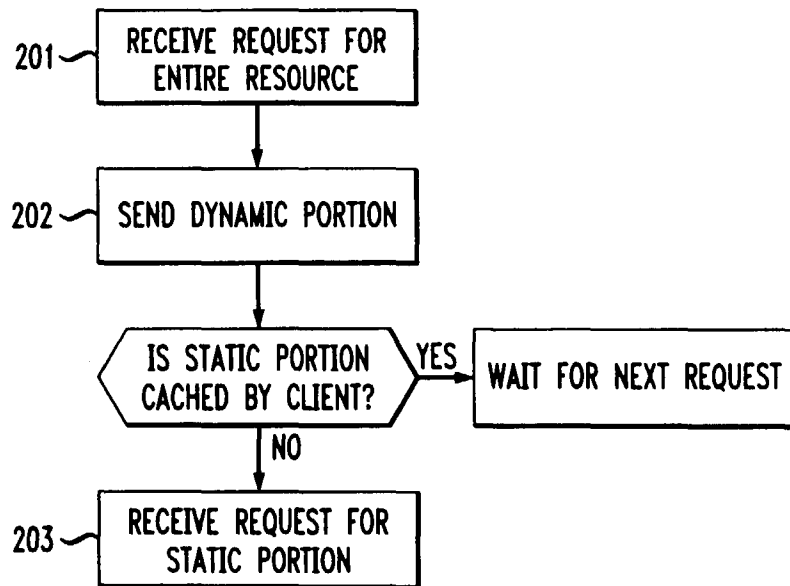 201
RECEIVE REQUEST FOR
ENTIRE RESOURCE
202
SEND DYNAMIC PORTION
IS STATIC PORTION
CACHED BY CLIENT?
YES
WAIT FOR NEXT REQUEST
NO
203
RECEIVE REQUEST FOR
STATIC PORTION